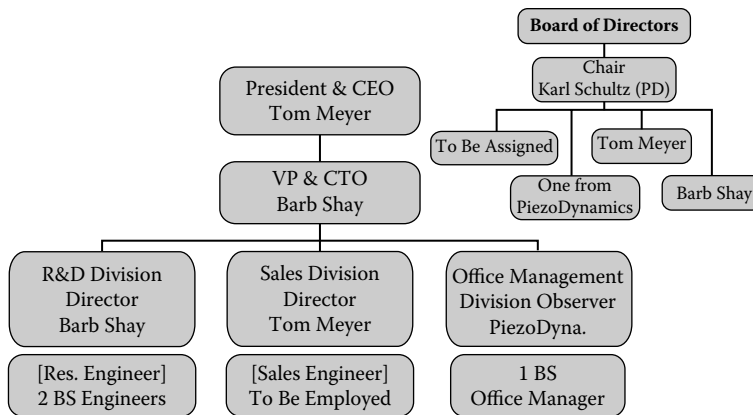 Board of Directors
Chair
Karl Schultz (PD)
To Be Assigned
One from
PiezoDynamics
Tom Meyer
Barb Shay
President & CEO
Tom Meyer
VP & CTO
Barb Shay
R&D Division
Director
Barb Shay
Sales Division
Director
Tom Meyer
Office Management
Division Observer
PiezoDyna.
[Res. Engineer]
2 BS Engineers
[Sales Engineer]
To Be Employed
1 BS
Office Manager